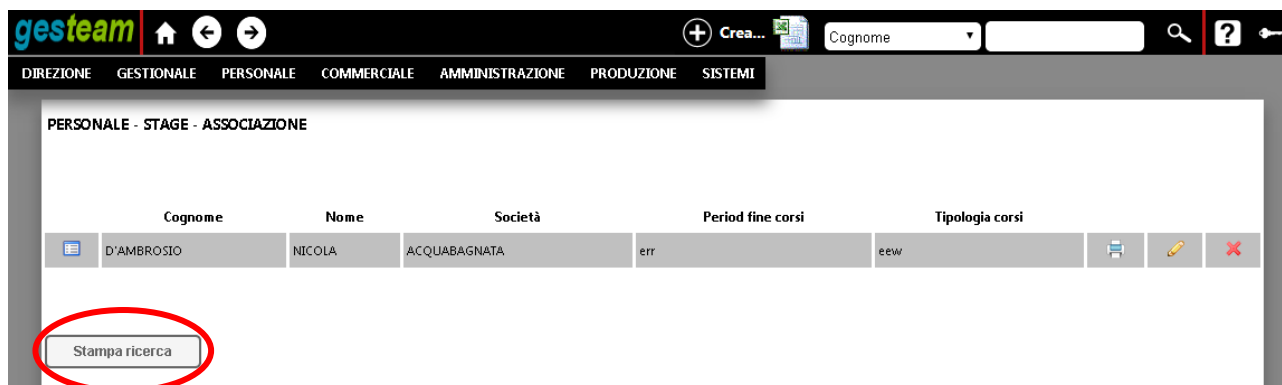 gesteam Crea... Cognome ?
DIREZIONE GESTIONALE PERSONALE COMMERCIALE AMMINISTRAZIONE PRODUZIONE SISTEMI
PERSONALE - STAGE - ASSOCIAZIONE
Cognome Nome Società Period fine corsi Tipologia corsi
D'AMBROSIO NICOLA ACQUABAGNATA err eew
Stampa ricerca